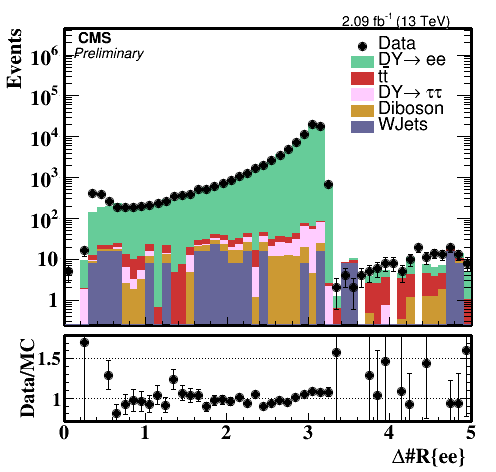 2.09 fb⁻¹ (13 TeV)
CMS
Preliminary
Events
10⁶
10⁵
10⁴
10³
10²
10
1
Data
DY→ ee
tt̄
DY→ ττ
Diboson
WJets
Data/MC
1.5
1
0 1 2 3 4 5
Δ#R{ee}